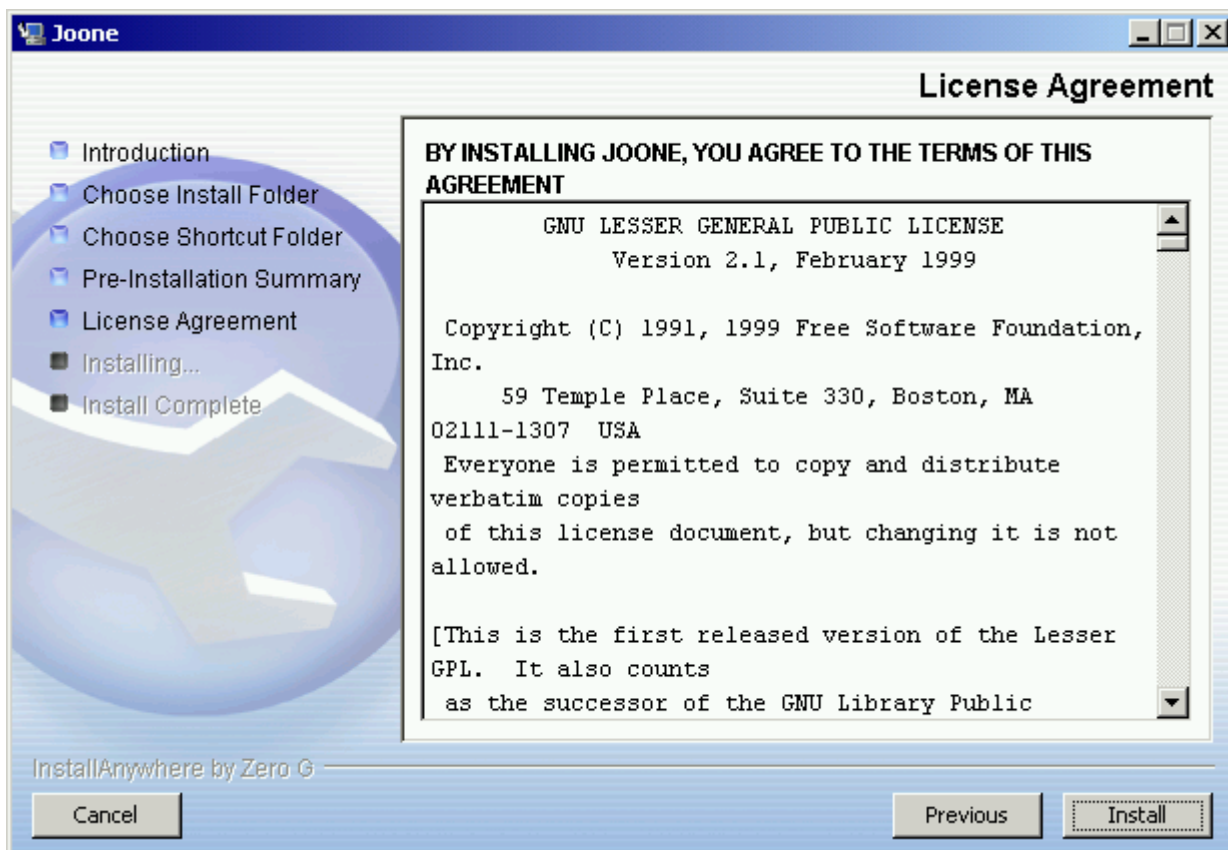 Joone
License Agreement
Introduction
Choose Install Folder
Choose Shortcut Folder
Pre-Installation Summary
License Agreement
Installing...
Install Complete
BY INSTALLING JOONE, YOU AGREE TO THE TERMS OF THIS
AGREEMENT
GNU LESSER GENERAL PUBLIC LICENSE
Version 2.1, February 1999
Copyright (C) 1991, 1999 Free Software Foundation,
Inc.
59 Temple Place, Suite 330, Boston, MA
02111-1307 USA
Everyone is permitted to copy and distribute
verbatim copies
of this license document, but changing it is not
allowed.
[This is the first released version of the Lesser
GPL. It also counts
as the successor of the GNU Library Public
InstallAnywhere by Zero G
Cancel
Previous
Install